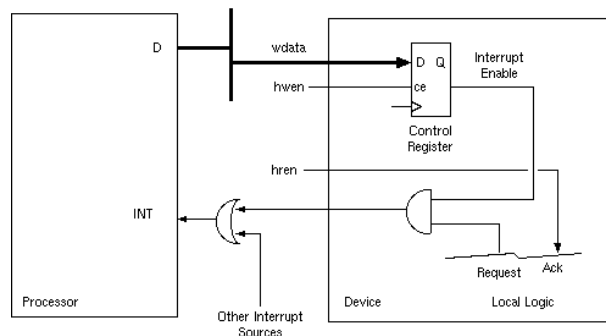 D
wdata
D Q
Interrupt
Enable
hwen
ce
Control
Register
hren
INT
Request
Ack
Processor
Other Interrupt
Sources
Device
Local Logic